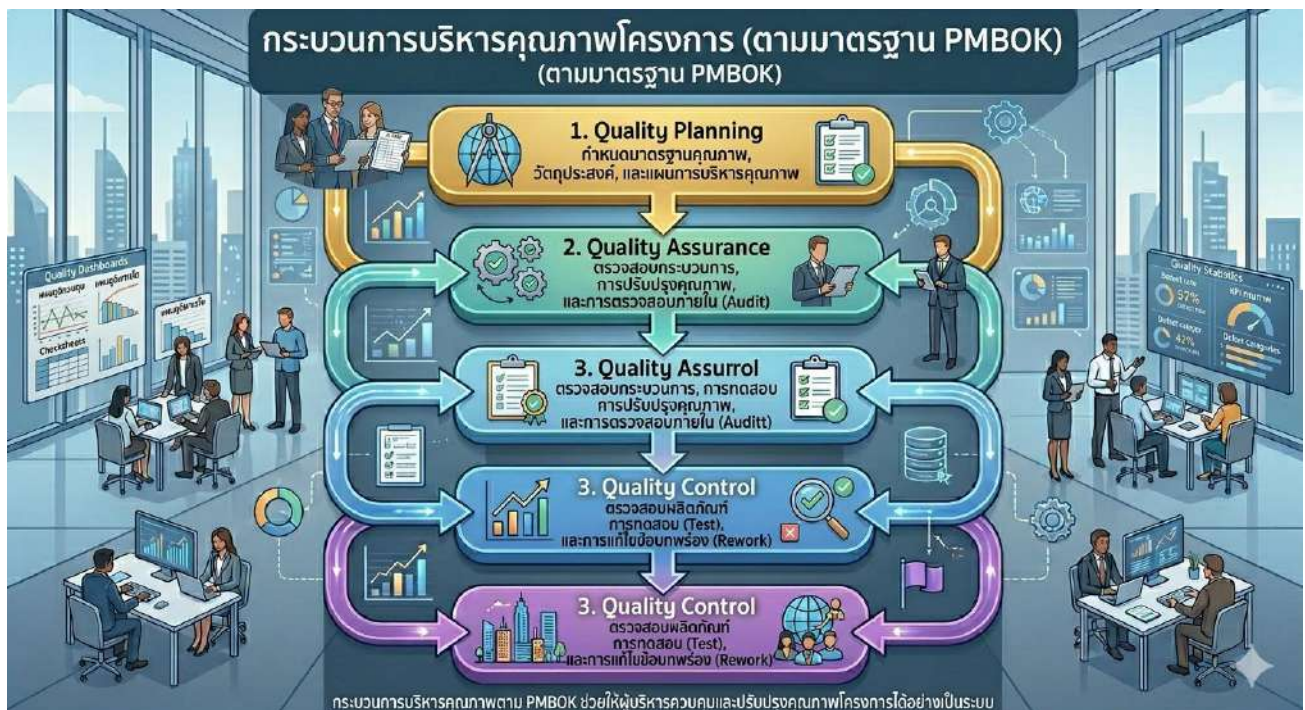 กระบวนการบริหารคุณภาพโครงการ (ตามมาตรฐาน PMBOK)
(ตามมาตรฐาน PMBOK)
1. Quality Planning
กำหนดมาตรฐานคุณภาพ,
วัตถุประสงค์, และแผนการบริหารคุณภาพ
2. Quality Assurance
ตรวจสอบกระบวนการ,
การปรับปรุงคุณภาพ,
และการตรวจสอบภายใน (Audit)
3. Quality Assurrol
ตรวจสอบกระบวนการ, การทดสอบ
การปรับปรุงคุณภาพ,
และการตรวจสอบภายใน (Auditt)
3. Quality Control
ตรวจสอบผลิตภัณฑ์
การทดสอบ (Test),
และการแก้ไขข้อบกพร่อง (Rework)
3. Quality Control
ตรวจสอบผลิตภัณฑ์
การทดสอบ (Test),
และการแก้ไขข้อบกพร่อง (Rework)
Quality Dashboards
Checksheets
Quality Statistics
57%
42%
กระบวนการบริหารคุณภาพตาม PMBOK ช่วยให้ผู้บริหารควบคุมและปรับปรุงคุณภาพโครงการได้อย่างเป็นระบบ